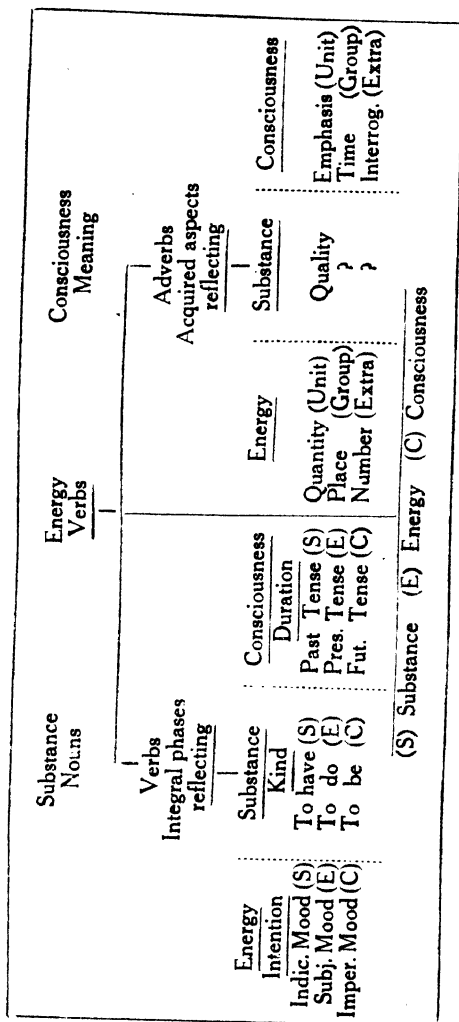 Substance
Nouns
Energy
Verbs
Consciousness
Meaning
Verbs
Integral phases
reflecting
Adverbs
Acquired aspects
reflecting
Energy
Intention
Indic. Mood (S)
Subj. Mood (E)
Imper. Mood (C)
Substance
Kind
To have (S)
To do (E)
To be (C)
Consciousness
Duration
Past Tense (S)
Pres. Tense (E)
Fut. Tense (C)
Energy
Quantity (Unit)
Place (Group)
Number (Extra)
Substance
Quality
?
?
Consciousness
Emphasis (Unit)
Time (Group)
Interrog. (Extra)
(S) Substance (E) Energy (C) Consciousness